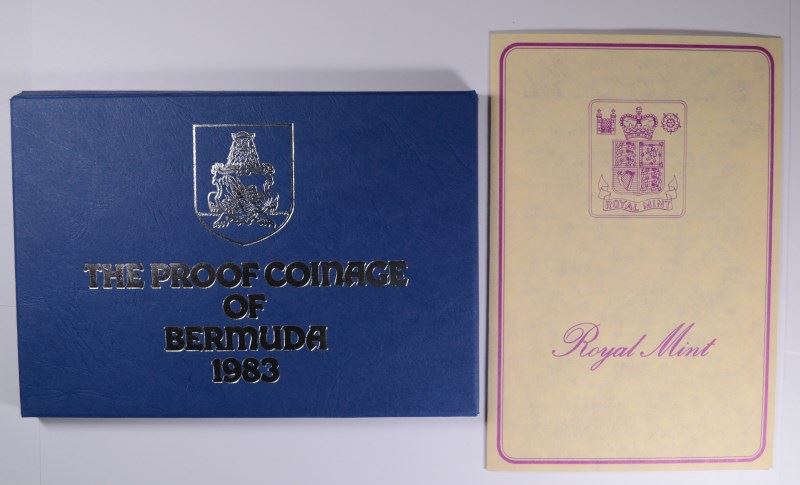 THE PROOF COINAGE
OF
BERMUDA
1983
ROYAL MINT
Royal Mint